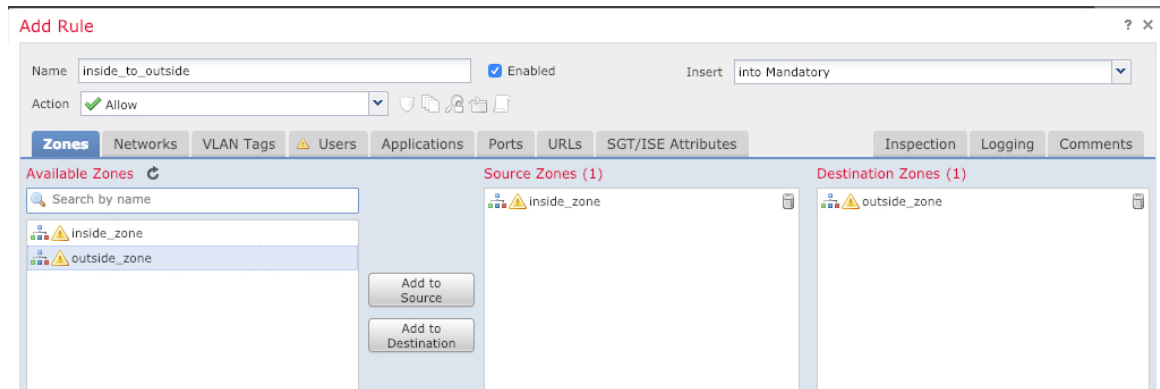 Add Rule
? ×
Name inside_to_outside Enabled Insert into Mandatory
Action Allow
Zones Networks VLAN Tags Users Applications Ports URLs SGT/ISE Attributes Inspection Logging Comments
Available Zones Source Zones (1) Destination Zones (1)
Search by name inside_zone outside_zone
inside_zone
outside_zone
Add to
Source
Add to
Destination